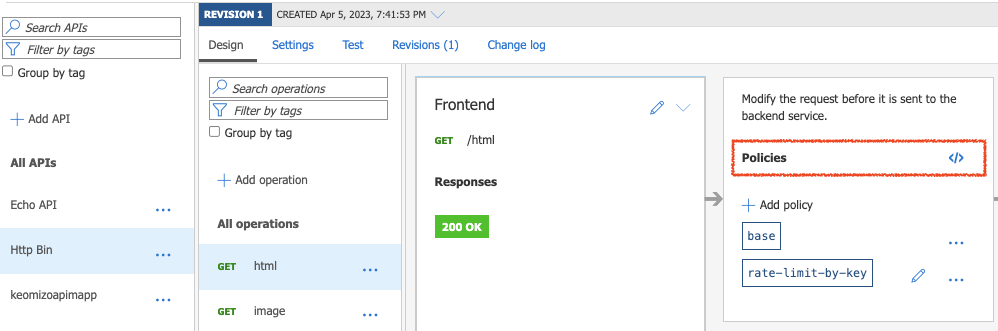 REVISION 1 CREATED Apr 5, 2023, 7:41:53 PM
Search APIs
Filter by tags
Group by tag
Add API
All APIs
Echo API ...
Http Bin ...
keomizoapimapp ...
Design Settings Test Revisions (1) Change log
Search operations
Filter by tags
Group by tag
Add operation
All operations
GET html ...
GET image ...
Frontend
GET /html
Responses
200 OK
Modify the request before it is sent to the
backend service.
Policies </>
Add policy
base ...
rate-limit-by-key ...